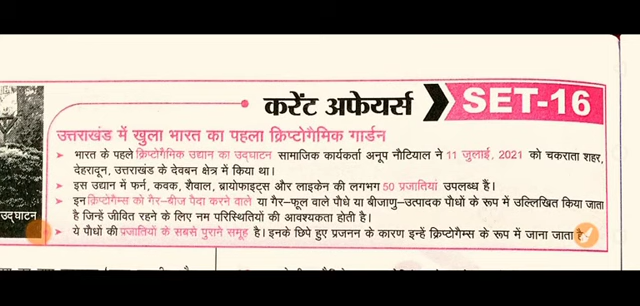 करेंट अफेयर्स SET-16
उत्तराखंड में खुला भारत का पहला क्रिप्टोगैमिक गार्डन
➤ भारत के पहले क्रिप्टोगैमिक उद्यान का उद्घाटन सामाजिक कार्यकर्ता अनूप नौटियाल ने 11 जुलाई, 2021 को चकराता शहर,
देहरादून, उत्तराखंड के देवबन क्षेत्र में किया था।
➤ इस उद्यान में फर्न, कवक, शैवाल, ब्रायोफाइट्स और लाइकेन की लगभग 50 प्रजातियां उपलब्ध हैं।
➤ इन क्रिप्टोगैम्स को गैर-बीज पैदा करने वाले या गैर-फूल वाले पौधे या बीजाणु-उत्पादक पौधों के रूप में उल्लिखित किया जाता
है जिन्हें जीवित रहने के लिए नम परिस्थितियों की आवश्यकता होती है।
उद्घाटन
➤ ये पौधों की प्रजातियों के सबसे पुराने समूह है। इनके छिपे हुए प्रजनन के कारण इन्हें क्रिप्टोगैम्स के रूप में जाना जाता है